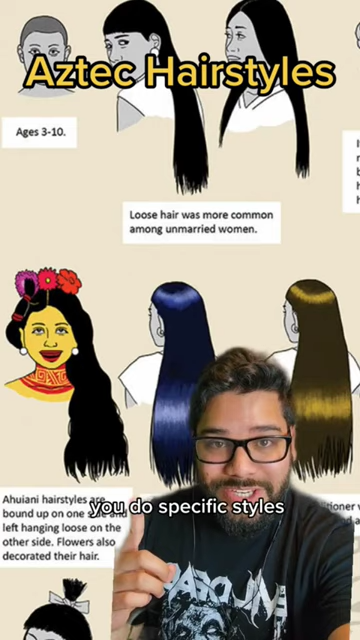 Aztec Hairstyles
Ages 3-10.
Loose hair was more common
among unmarried women.
Ahuiani hairstyles are
bound up on one side and
left hanging loose on the
other side. Flowers also
decorated their hair.
you do specific styles